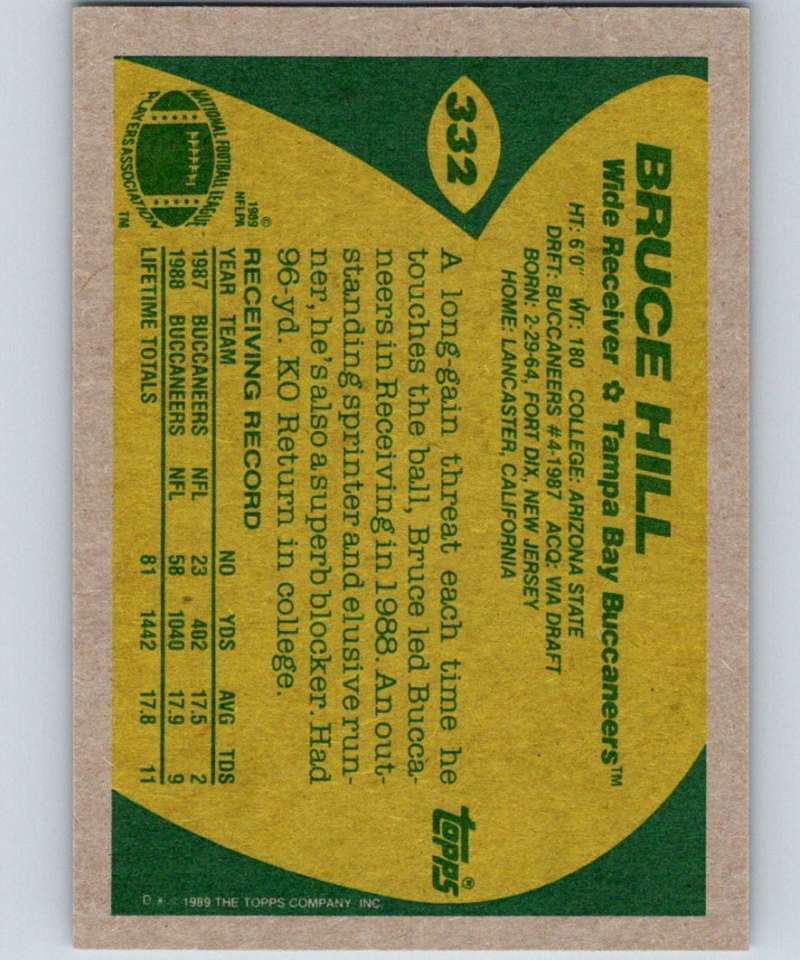 332
BRUCE HILL
Wide Receiver ✩ Tampa Bay Buccaneers™
HT: 6'0" WT: 180 COLLEGE: ARIZONA STATE
DRFT: BUCCANEERS #4-1987 ACQ: VIA DRAFT
BORN: 2-29-64, FORT DIX, NEW JERSEY
HOME: LANCASTER, CALIFORNIA
A long-gain threat each time he
touches the ball, Bruce led Bucca-
neers in Receiving in 1988. An out-
standing sprinter and elusive run-
ner, he's also a superb blocker. Had
96-yd. KO Return in college.
topps®
NATIONAL FOOTBALL LEAGUE
PLAYERS ASSOCIATION
™
©
1989
NFLPA
RECEIVING RECORD
YEAR TEAM NO YDS AVG TDS
1987 BUCCANEERS NFL 23 402 17.5 2
1988 BUCCANEERS NFL 58 1040 17.9 9
LIFETIME TOTALS 81 1442 17.8 11
D * © 1989 THE TOPPS COMPANY, INC.